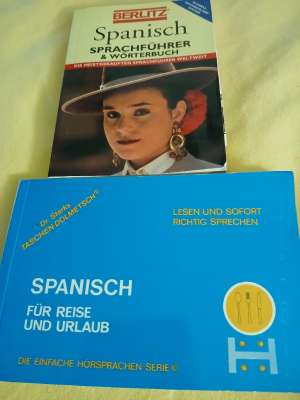 BERLITZ
Spanisch
SPRACHFÜHRER
& WÖRTERBUCH
DIE MEISTVERKAUFTEN SPRACHFÜHRER WELTWEIT
Dr. Starks
TASCHEN DOLMETSCH©
LESEN UND SOFORT
RICHTIG SPRECHEN
SPANISCH
FÜR REISE
UND URLAUB
DIE EINFACHE HÖRSPRACHEN-SERIE ©